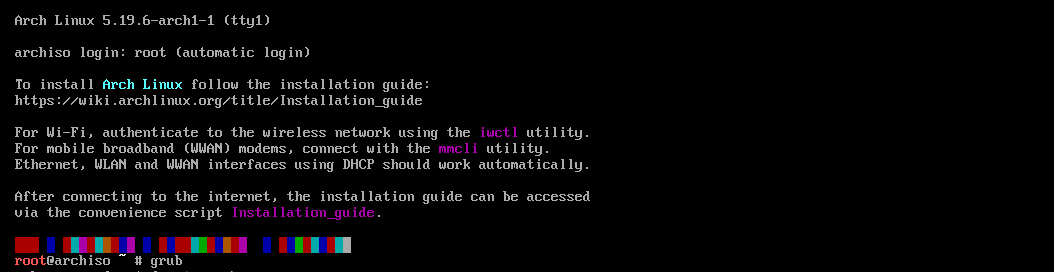 Arch Linux 5.19.6-arch1-1 (tty1)
archiso login: root (automatic login)
To install Arch Linux follow the installation guide:
https://wiki.archlinux.org/title/Installation_guide
For Wi-Fi, authenticate to the wireless network using the iwctl utility.
For mobile broadband (WWAN) modems, connect with the mmcli utility.
Ethernet, WLAN and WWAN interfaces using DHCP should work automatically.
After connecting to the internet, the installation guide can be accessed
via the convenience script Installation_guide.
root@archiso ~ # grub